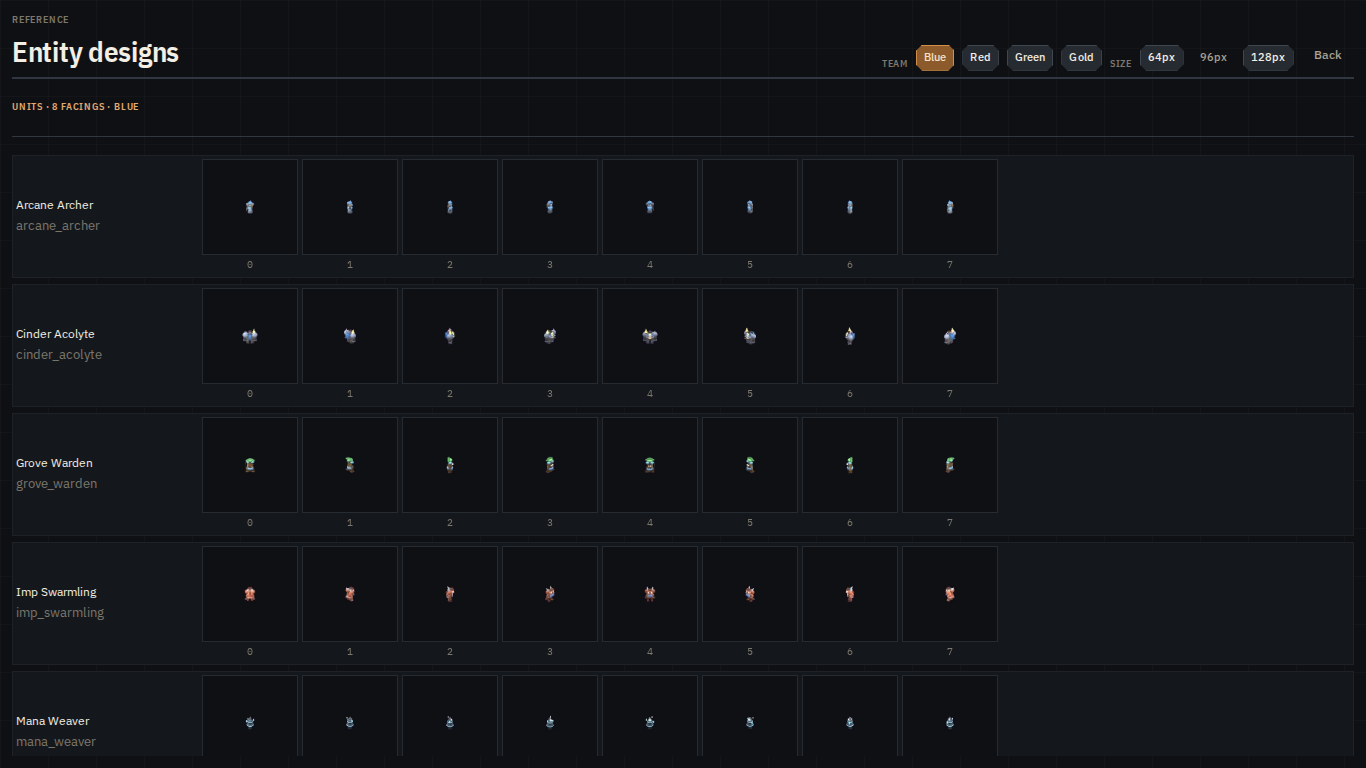 REFERENCE
Entity designs
TEAM Blue Red Green Gold SIZE 64px 96px 128px Back
UNITS · 8 FACINGS · BLUE
Arcane Archer
arcane_archer
0 1 2 3 4 5 6 7
Cinder Acolyte
cinder_acolyte
0 1 2 3 4 5 6 7
Grove Warden
grove_warden
0 1 2 3 4 5 6 7
Imp Swarmling
imp_swarmling
0 1 2 3 4 5 6 7
Mana Weaver
mana_weaver